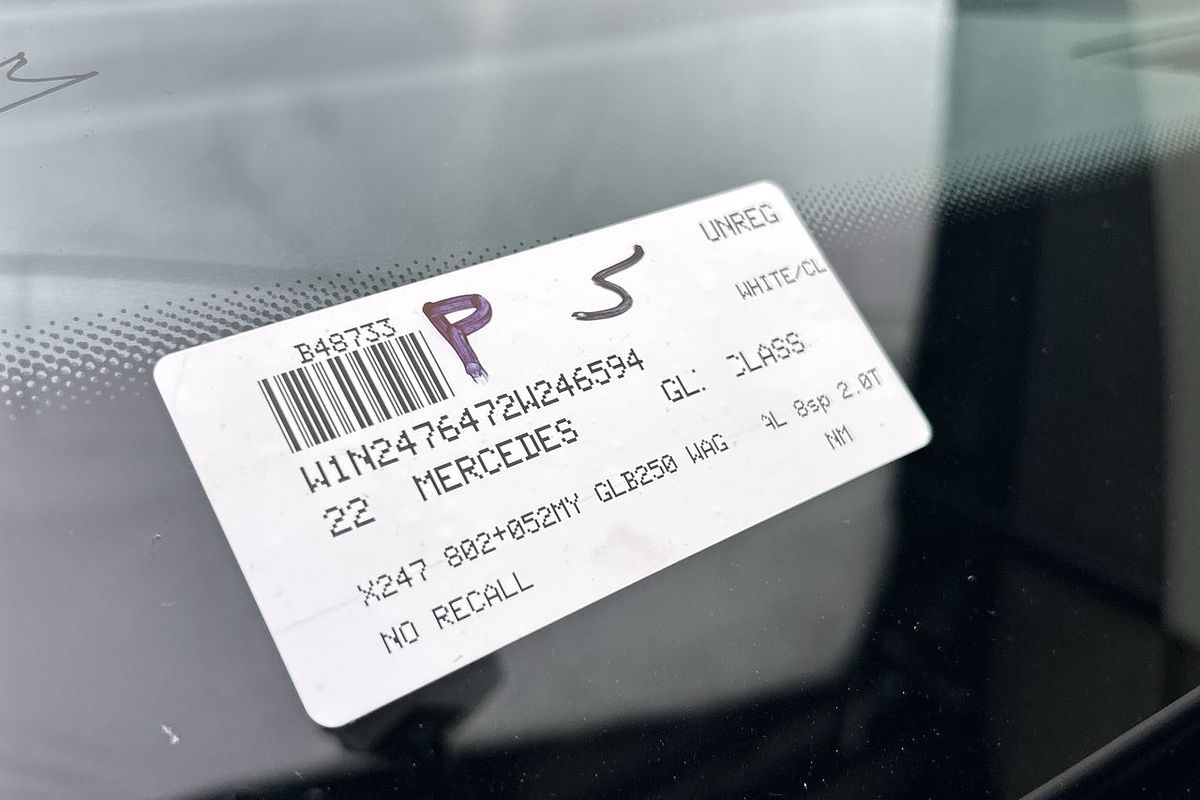 UNREG
P S
WHITE/CL
B48733
W1N2476472W246594
22 MERCEDES GL: CLASS
X247 802+052MY GLB250 WAG AL 8sp 2.0T
NO RECALL
NM